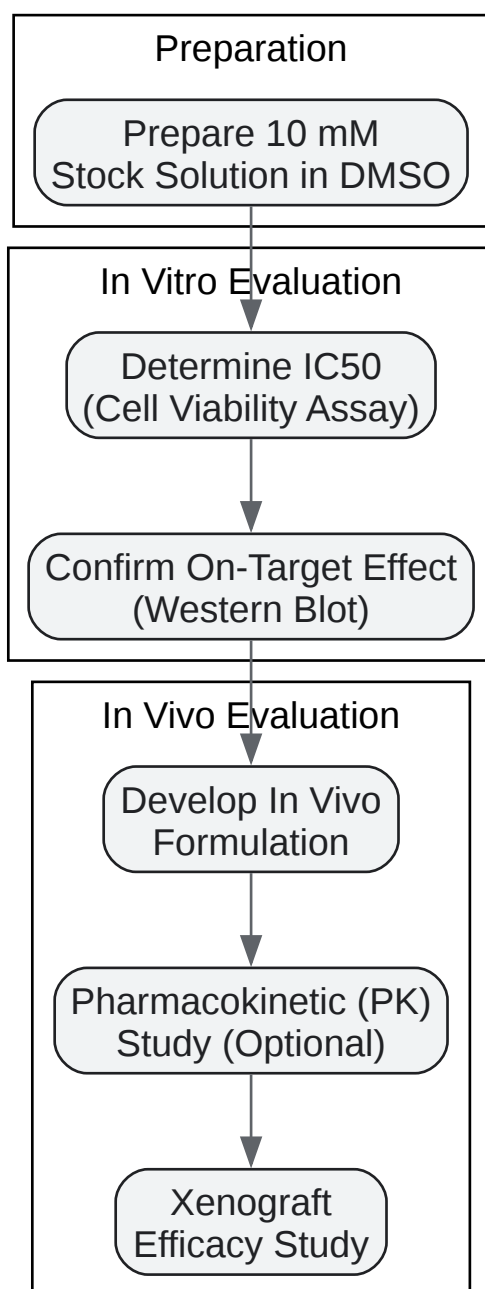 Preparation
Prepare 10 mM
Stock Solution in DMSO
In Vitro Evaluation
Determine IC50
(Cell Viability Assay)
Confirm On-Target Effect
(Western Blot)
In Vivo Evaluation
Develop In Vivo
Formulation
Pharmacokinetic (PK)
Study (Optional)
Xenograft
Efficacy Study